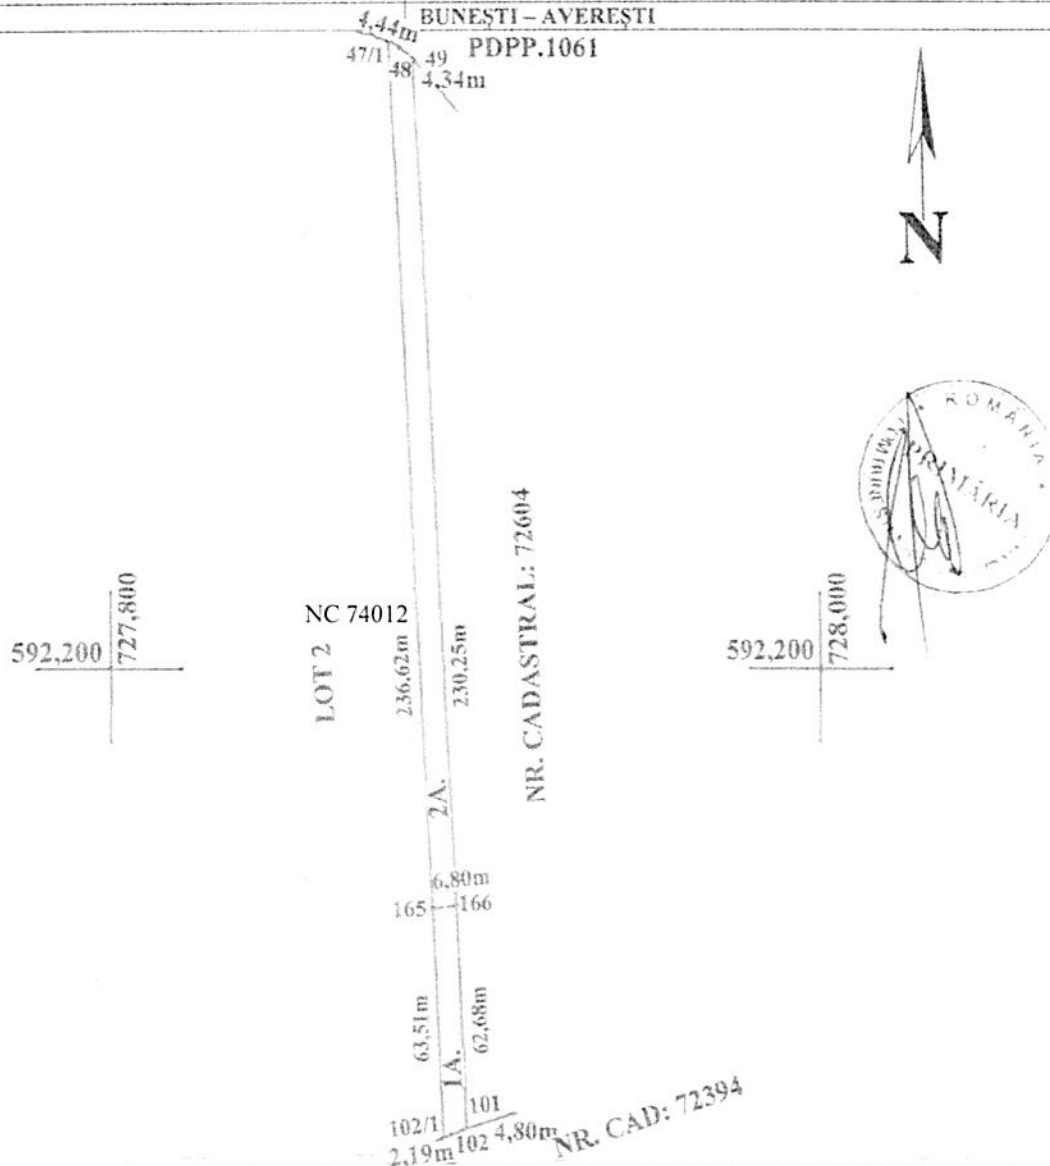 BUNEȘTI – AVEREȘTI
PDPP.1061
4,44m
47/1
48
49
4,34m
N
ROMÂNIA
PRIMĂRIA
NC 74012
LOT 2
236,62m
230,25m
NR. CADASTRAL: 72604
592,200
727,800
592,200
728,000
2A.
6,80m
165
166
63,51m
62,68m
1A.
102/1
101
2,19m
102
4,80m
NR. CAD: 72394